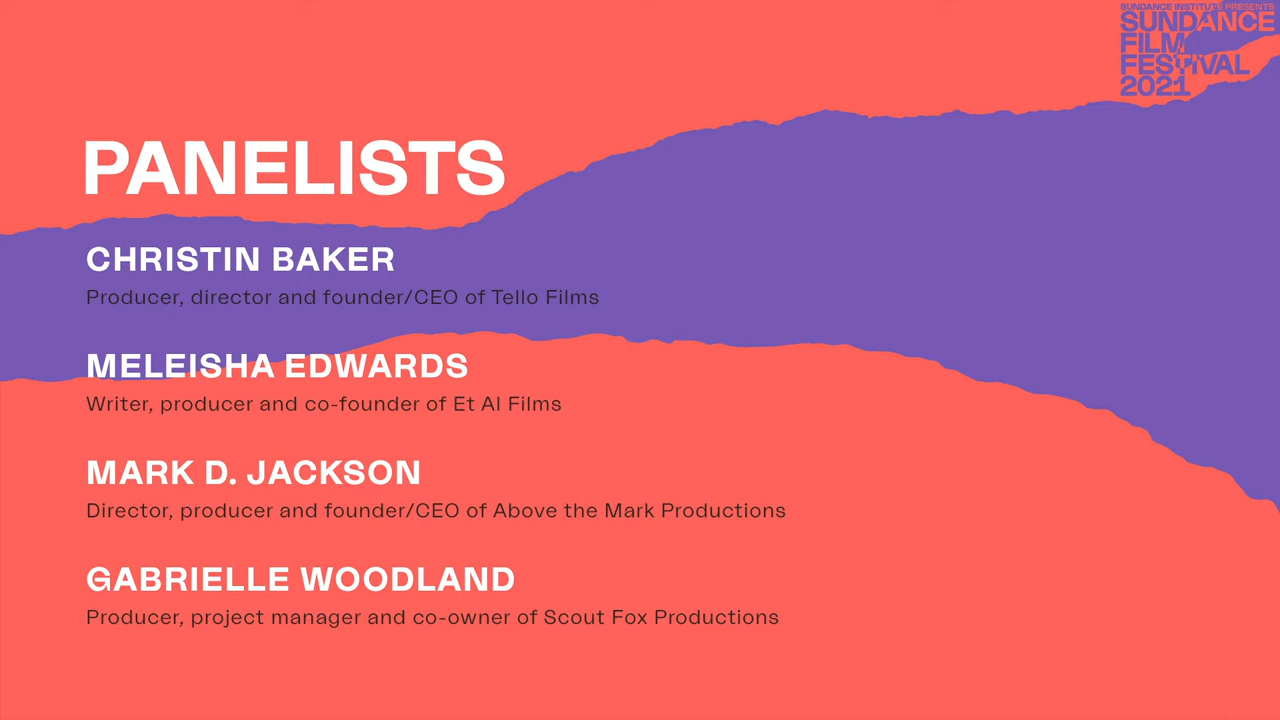 SUNDANCE INSTITUTE PRESENTS
SUNDANCE
FILM
FESTIVAL
2021
PANELISTS
CHRISTIN BAKER
Producer, director and founder/CEO of Tello Films
MELEISHA EDWARDS
Writer, producer and co-founder of Et Al Films
MARK D. JACKSON
Director, producer and founder/CEO of Above the Mark Productions
GABRIELLE WOODLAND
Producer, project manager and co-owner of Scout Fox Productions